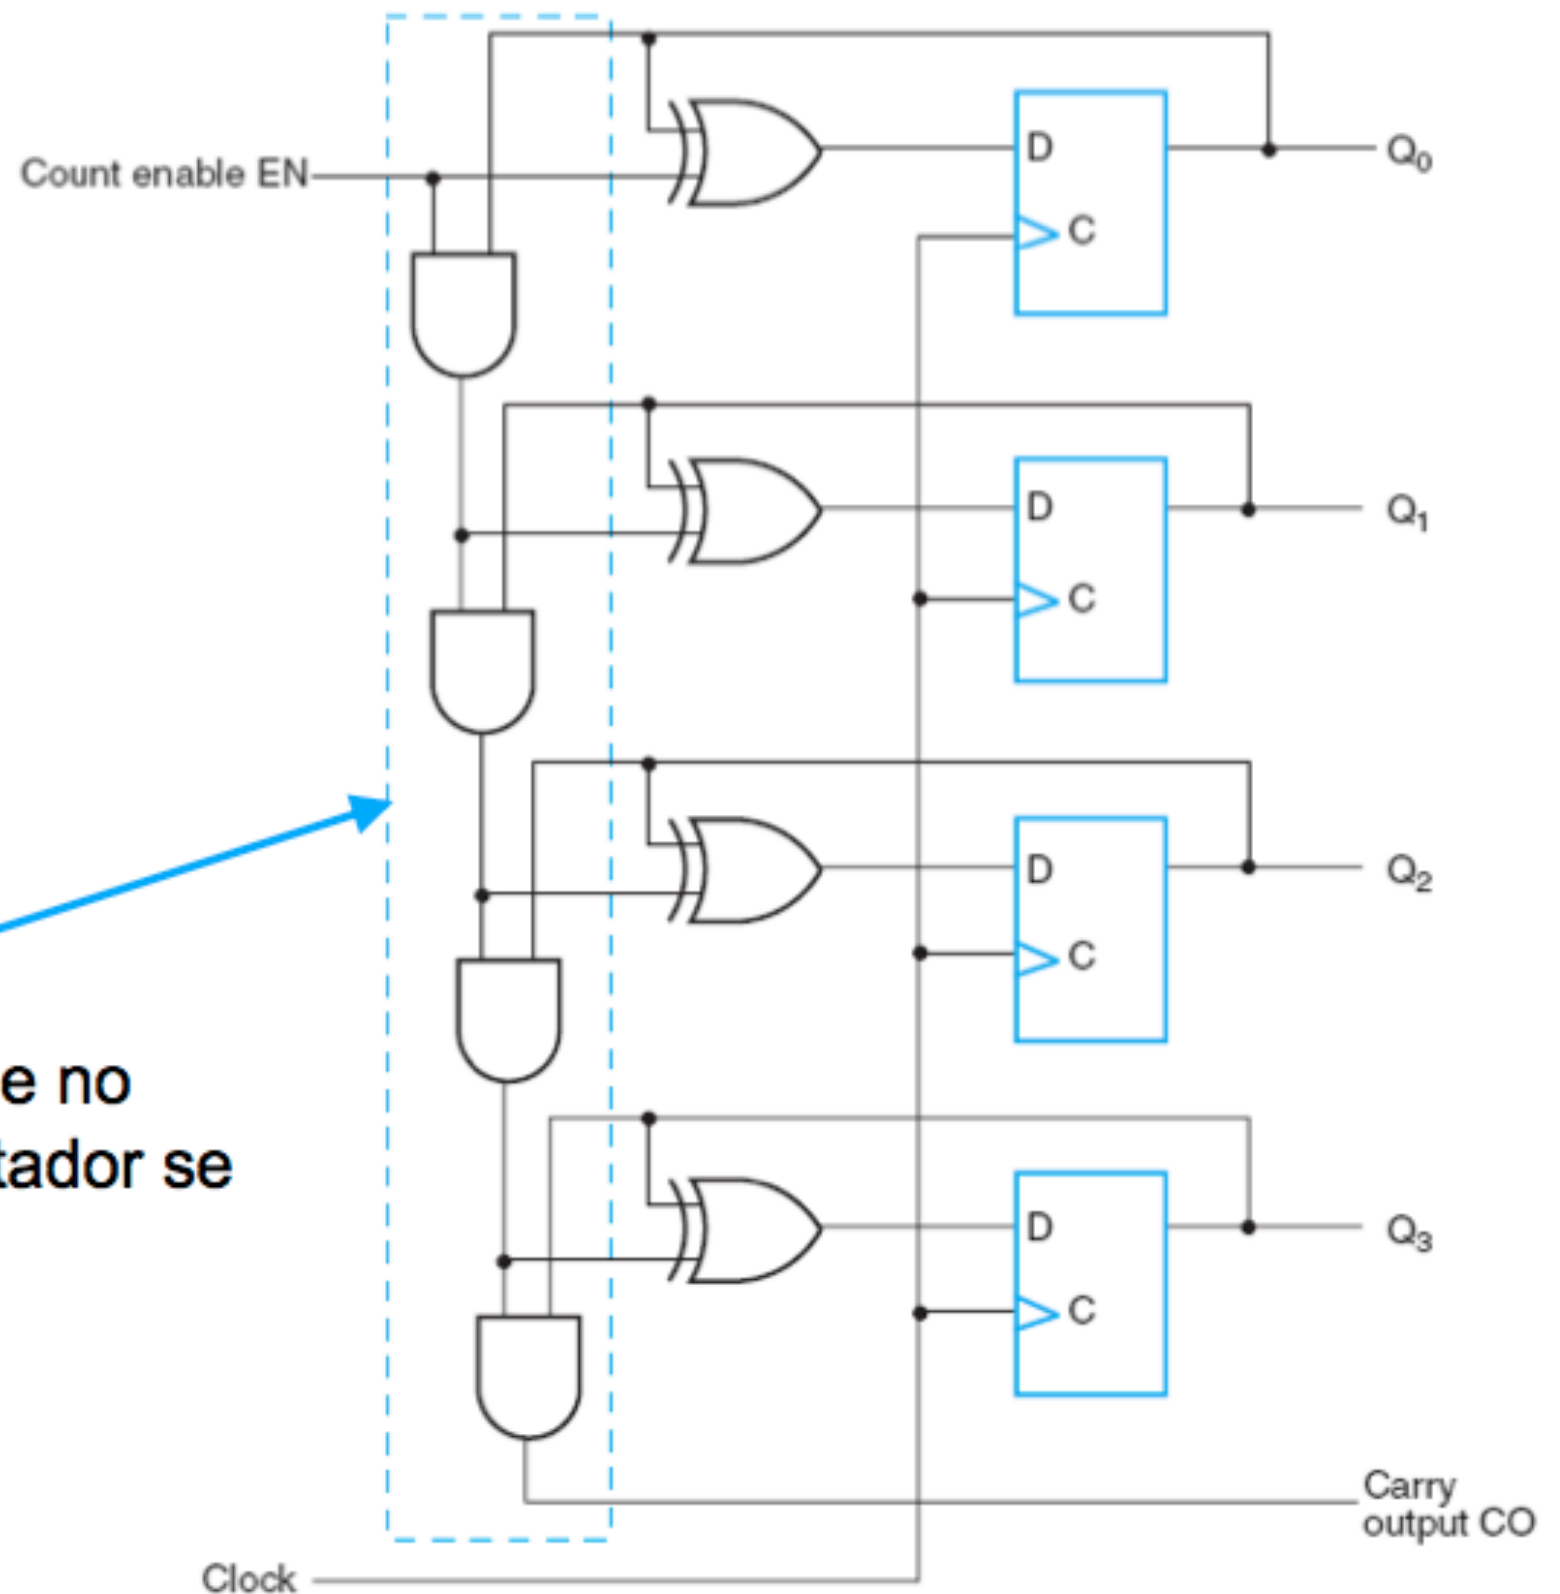 Q₀
D
Count enable EN
C
D
Q₁
C
D
Q₂
C
e no
tador se
D
Q₃
C
Carry
output CO
Clock